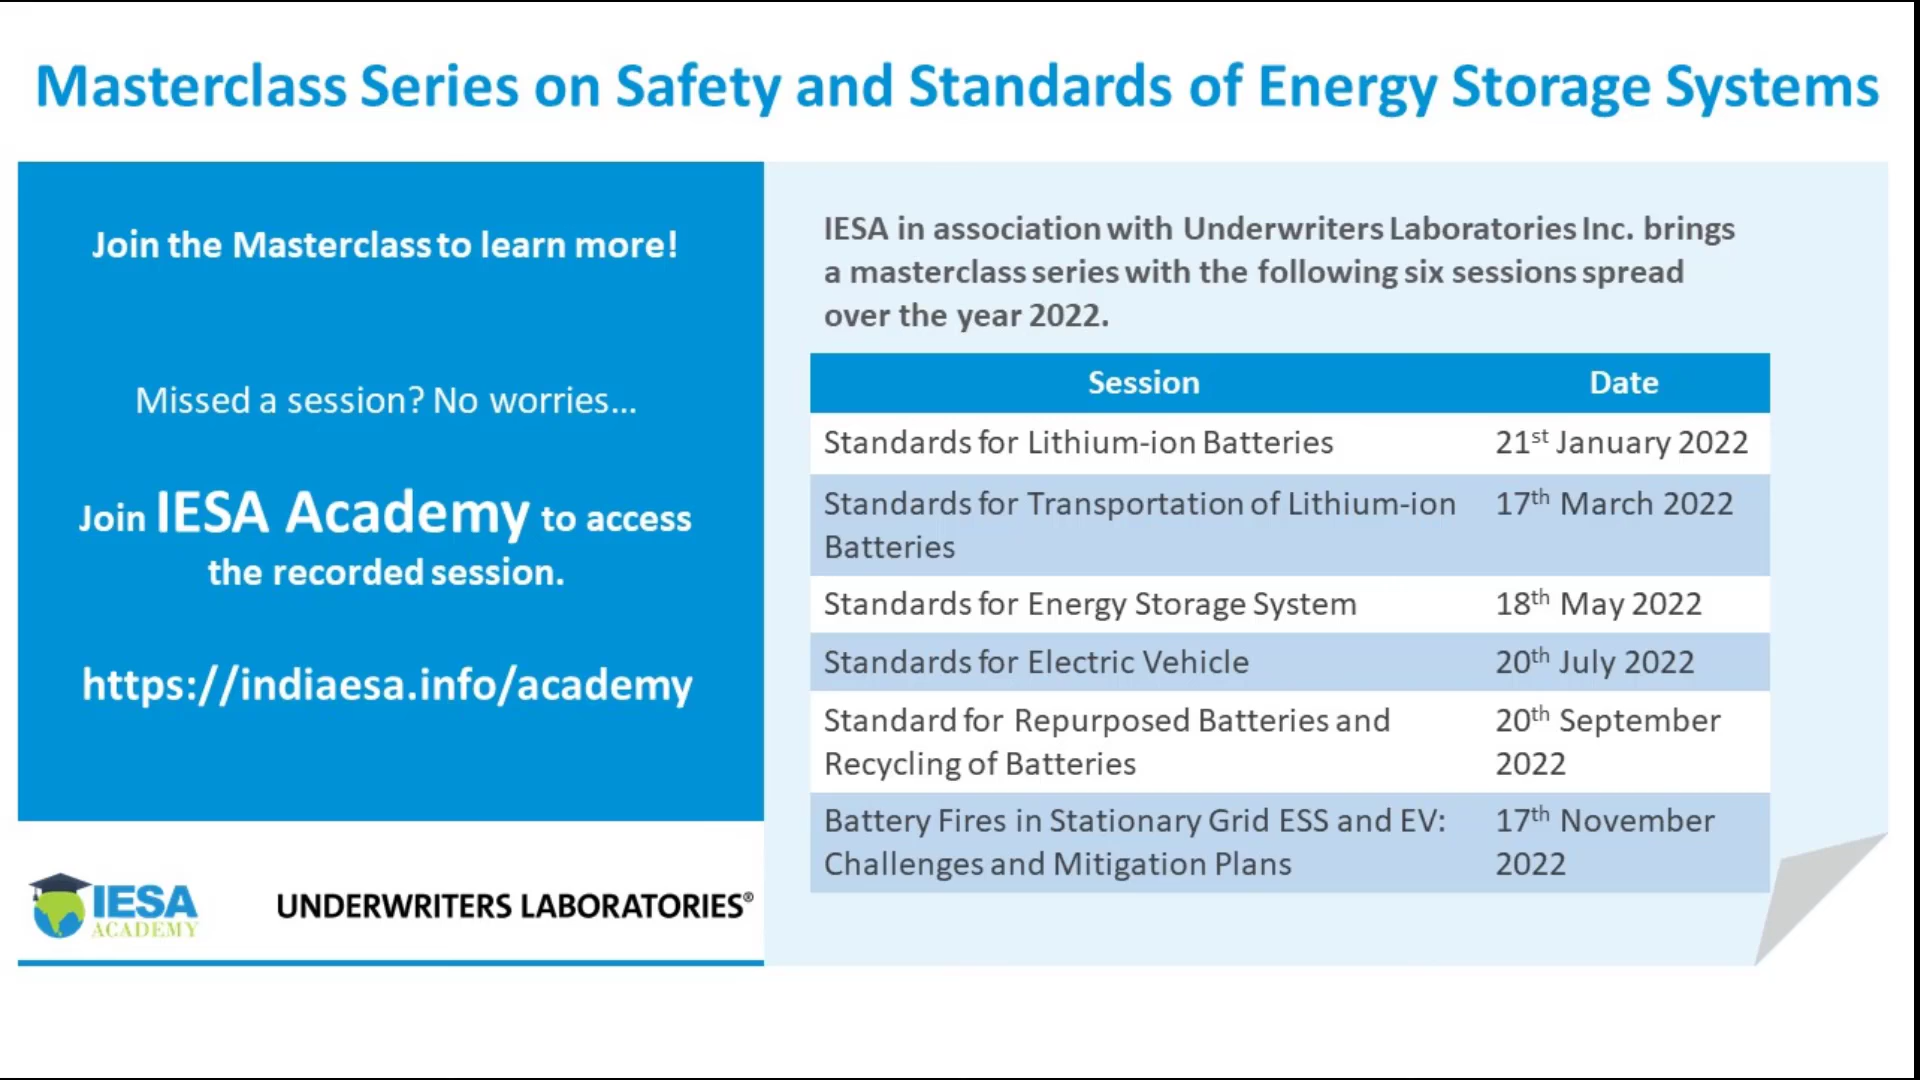 Masterclass Series on Safety and Standards of Energy Storage Systems
Join the Masterclass to learn more!
Missed a session? No worries...
Join IESA Academy to access
the recorded session.
https://indiaesa.info/academy
IESA
ACADEMY
UNDERWRITERS LABORATORIES®
IESA in association with Underwriters Laboratories Inc. brings
a masterclass series with the following six sessions spread
over the year 2022.
Session Date
Standards for Lithium-ion Batteries 21st January 2022
Standards for Transportation of Lithium-ion 17th March 2022
Batteries
Standards for Energy Storage System 18th May 2022
Standards for Electric Vehicle 20th July 2022
Standard for Repurposed Batteries and 20th September
Recycling of Batteries 2022
Battery Fires in Stationary Grid ESS and EV: 17th November
Challenges and Mitigation Plans 2022